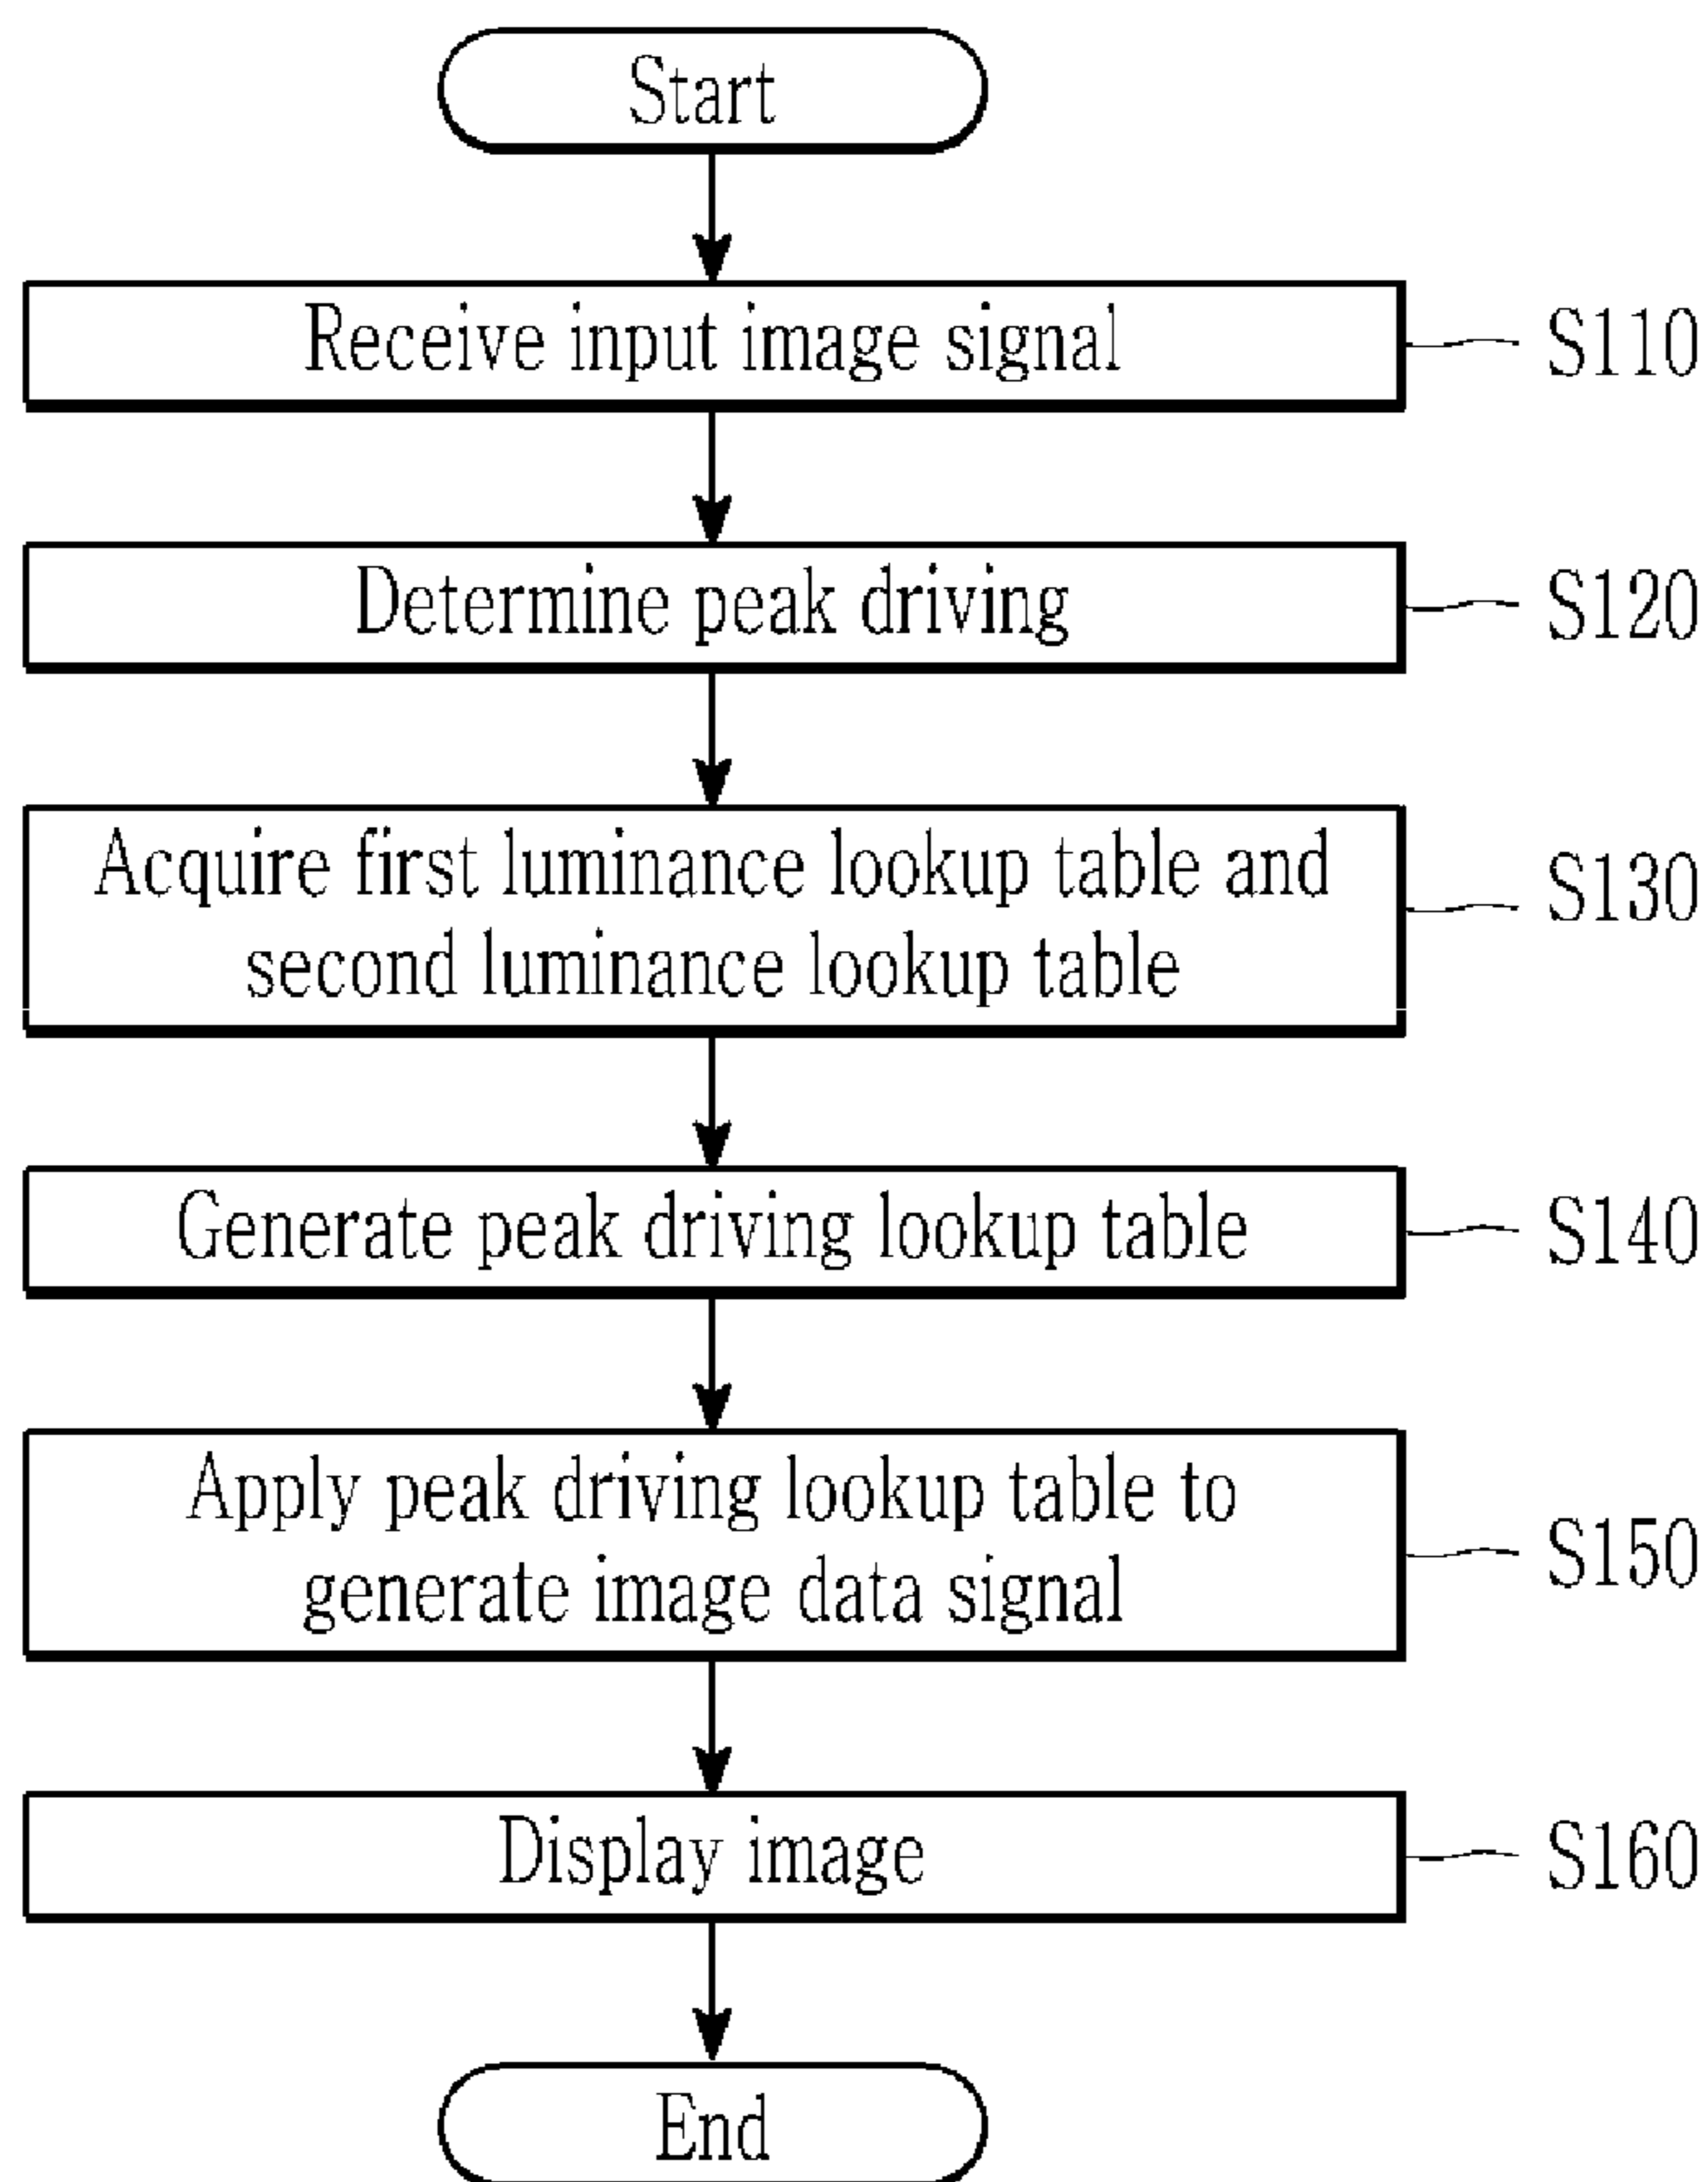 Start
Receive input image signal
S110
Determine peak driving
S120
Acquire first luminance lookup table and
second luminance lookup table
S130
Generate peak driving lookup table
S140
Apply peak driving lookup table to
generate image data signal
S150
Display image
S160
End